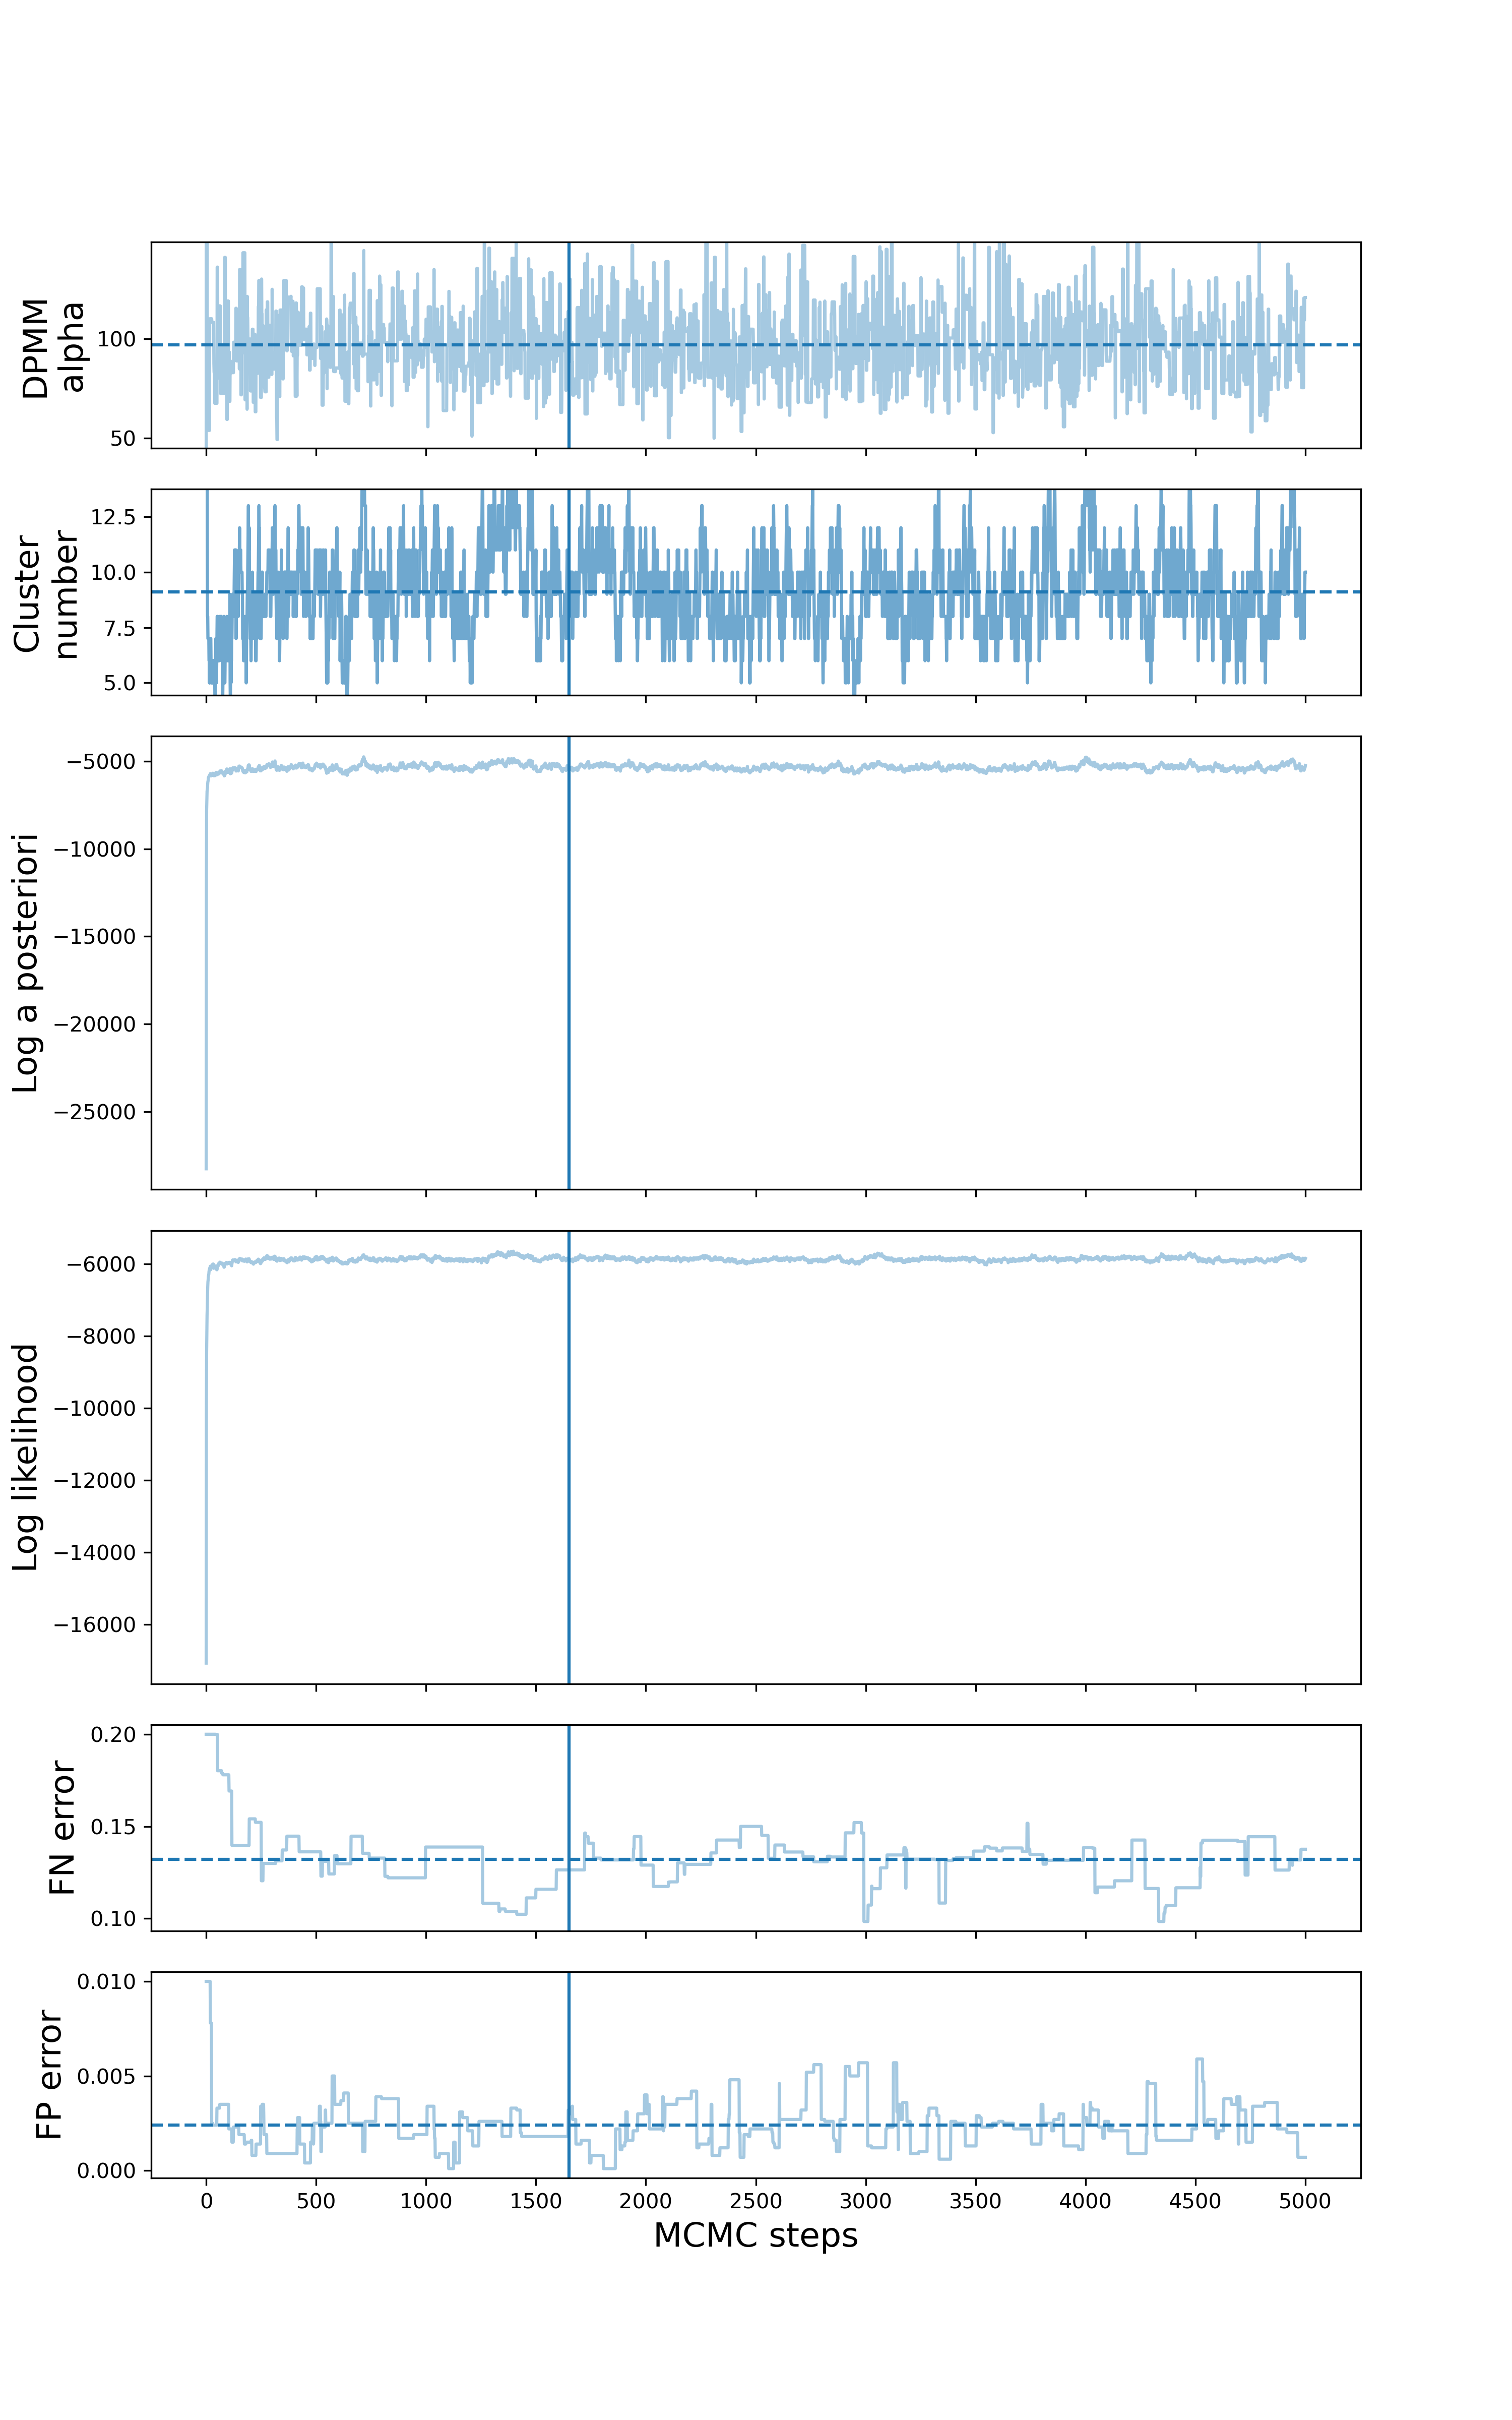 DPMM
alpha
100
50
Cluster
number
12.5
10.0
7.5
5.0
Log a posteriori
−5000
−10000
−15000
−20000
−25000
Log likelihood
−6000
−8000
−10000
−12000
−14000
−16000
FN error
0.20
0.15
0.10
FP error
0.010
0.005
0.000
0 500 1000 1500 2000 2500 3000 3500 4000 4500 5000
MCMC steps